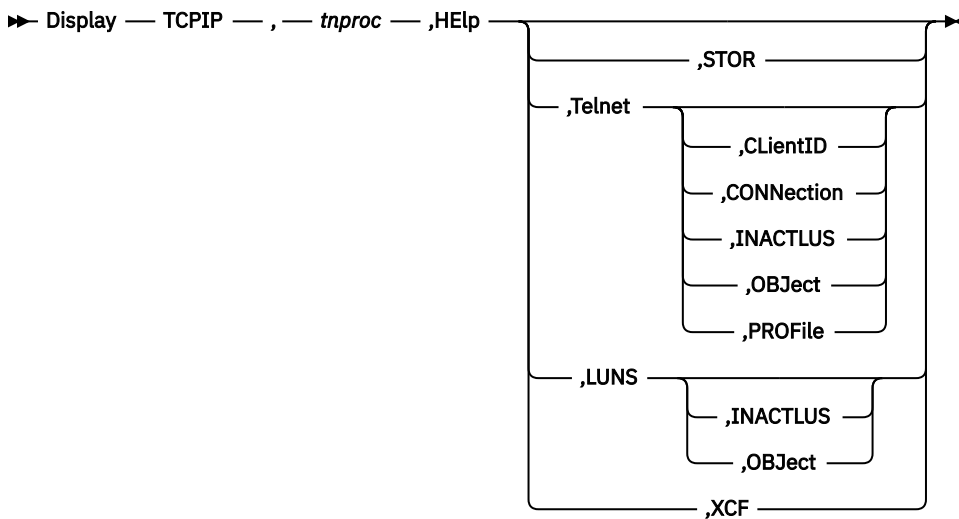 Display TCPIP , tnproc ,HElp
,STOR
,Telnet
,CLientID
,CONNection
,INACTLUS
,OBJect
,PROFile
,LUNS
,INACTLUS
,OBJect
,XCF